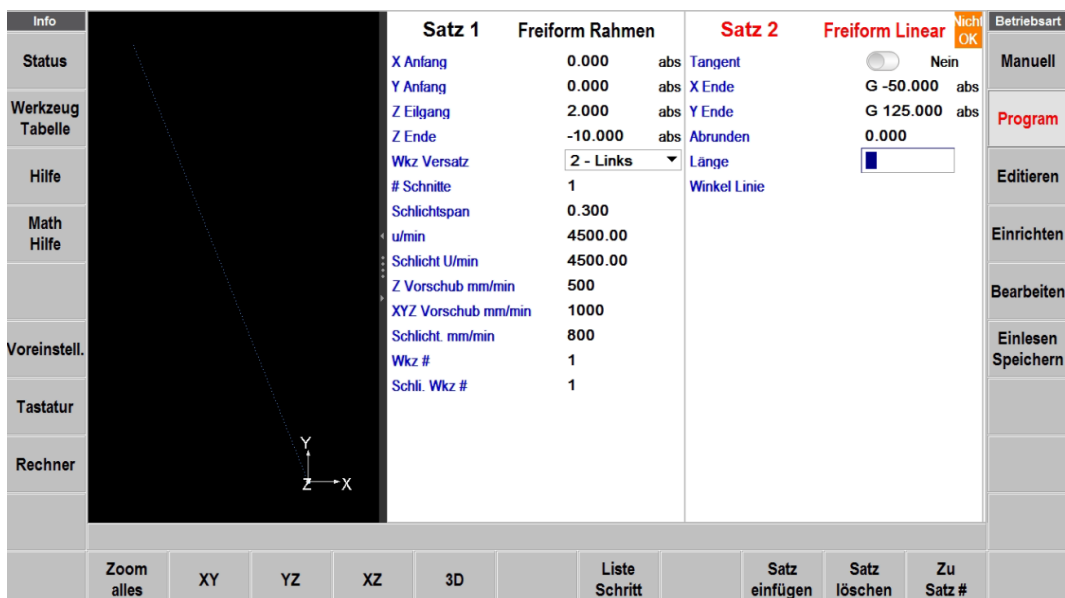 Info
Status
Werkzeug
Tabelle
Hilfe
Math
Hilfe
Voreinstell.
Tastatur
Rechner
Y
Z
X
Satz 1 Freiform Rahmen
X Anfang 0.000 abs
Y Anfang 0.000 abs
Z Eilgang 2.000 abs
Z Ende -10.000 abs
Wkz Versatz 2 - Links
# Schnitte 1
Schlichtspan 0.300
u/min 4500.00
Schlicht U/min 4500.00
Z Vorschub mm/min 500
XYZ Vorschub mm/min 1000
Schlicht. mm/min 800
Wkz # 1
Schli. Wkz # 1
Satz 2 Freiform Linear
Nicht
OK
Tangent Nein
X Ende G -50.000 abs
Y Ende G 125.000 abs
Abrunden 0.000
Länge
Winkel Linie
Betriebsart
Manuell
Program
Editieren
Einrichten
Bearbeiten
Einlesen
Speichern
Zoom
alles
XY
YZ
XZ
3D
Liste
Schritt
Satz
einfügen
Satz
löschen
Zu
Satz #